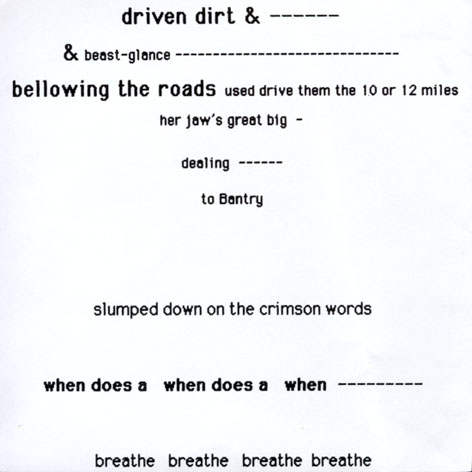 driven dirt & ------
& beast-glance ------------------------------
bellowing the roads used drive them the 10 or 12 miles
her jaw's great big -
dealing ------
to Bantry
slumped down on the crimson words
when does a when does a when ---------
breathe breathe breathe breathe